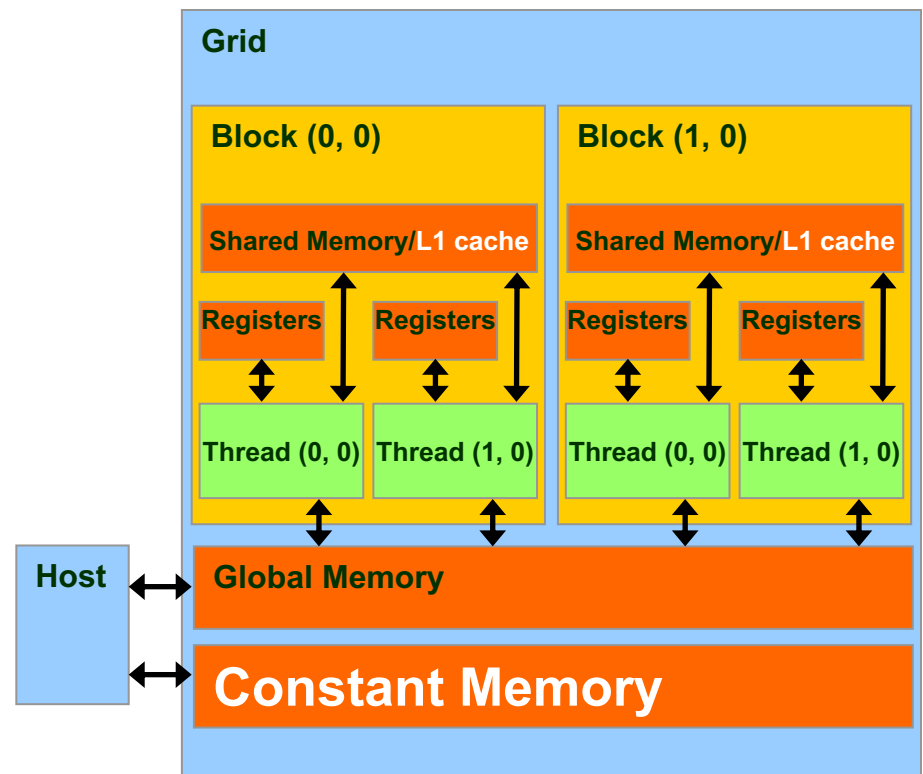 Grid
Block (0, 0)
Block (1, 0)
Shared Memory/L1 cache
Shared Memory/L1 cache
Registers
Registers
Registers
Registers
Thread (0, 0)
Thread (1, 0)
Thread (0, 0)
Thread (1, 0)
Host
Global Memory
Constant Memory